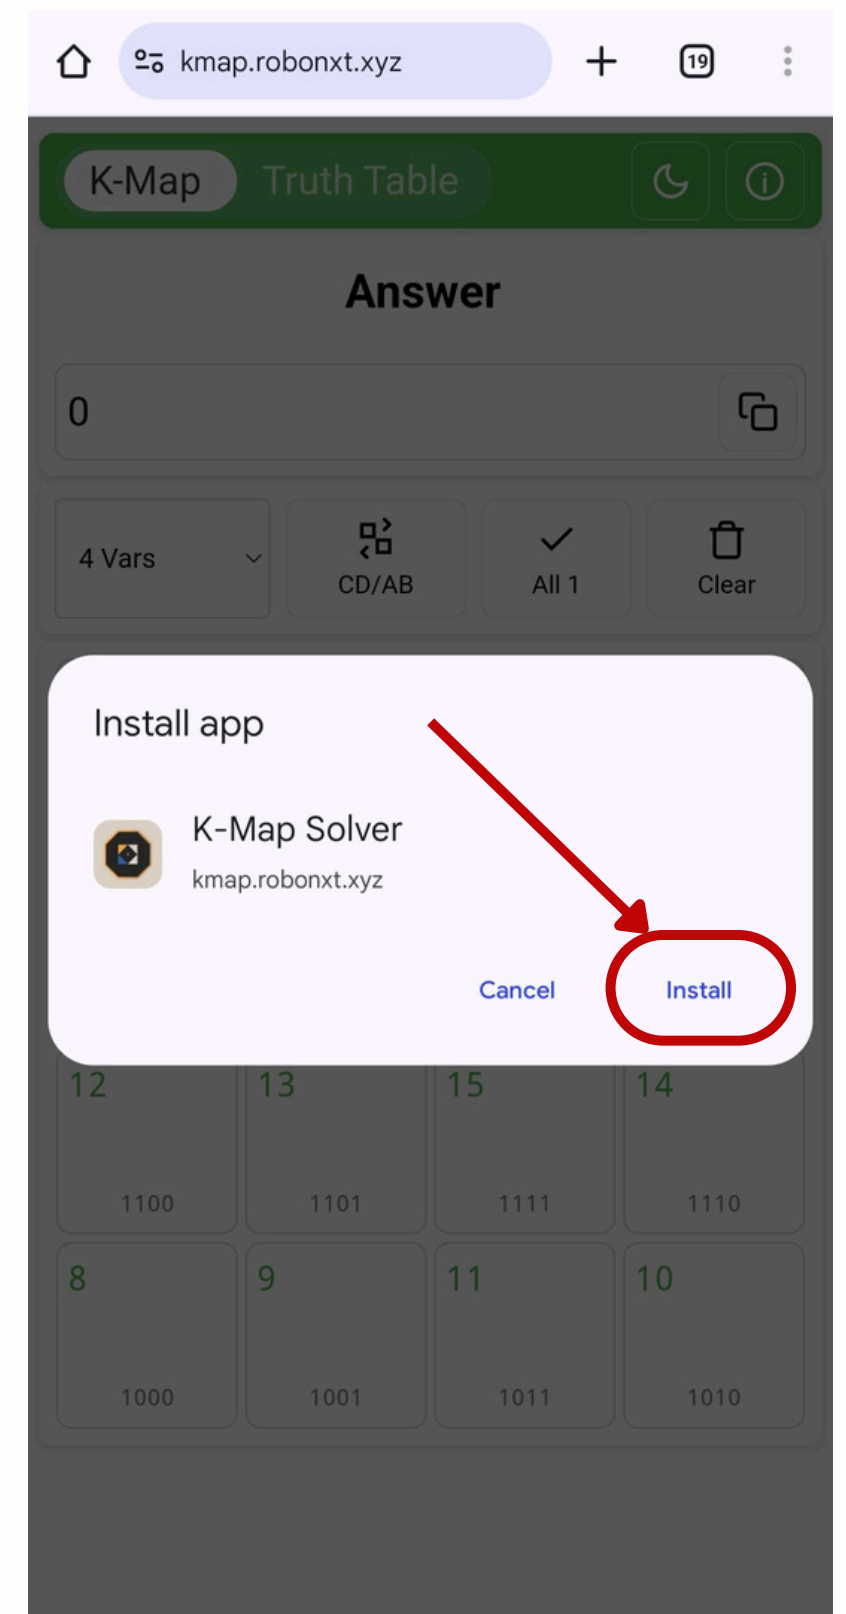 kmap.robonxt.xyz
19
K-Map Truth Table
Answer
0
4 Vars
CD/AB
All 1
Clear
Install app
K-Map Solver
kmap.robonxt.xyz
Cancel Install
12 13 15 14
1100 1101 1111 1110
8 9 11 10
1000 1001 1011 1010